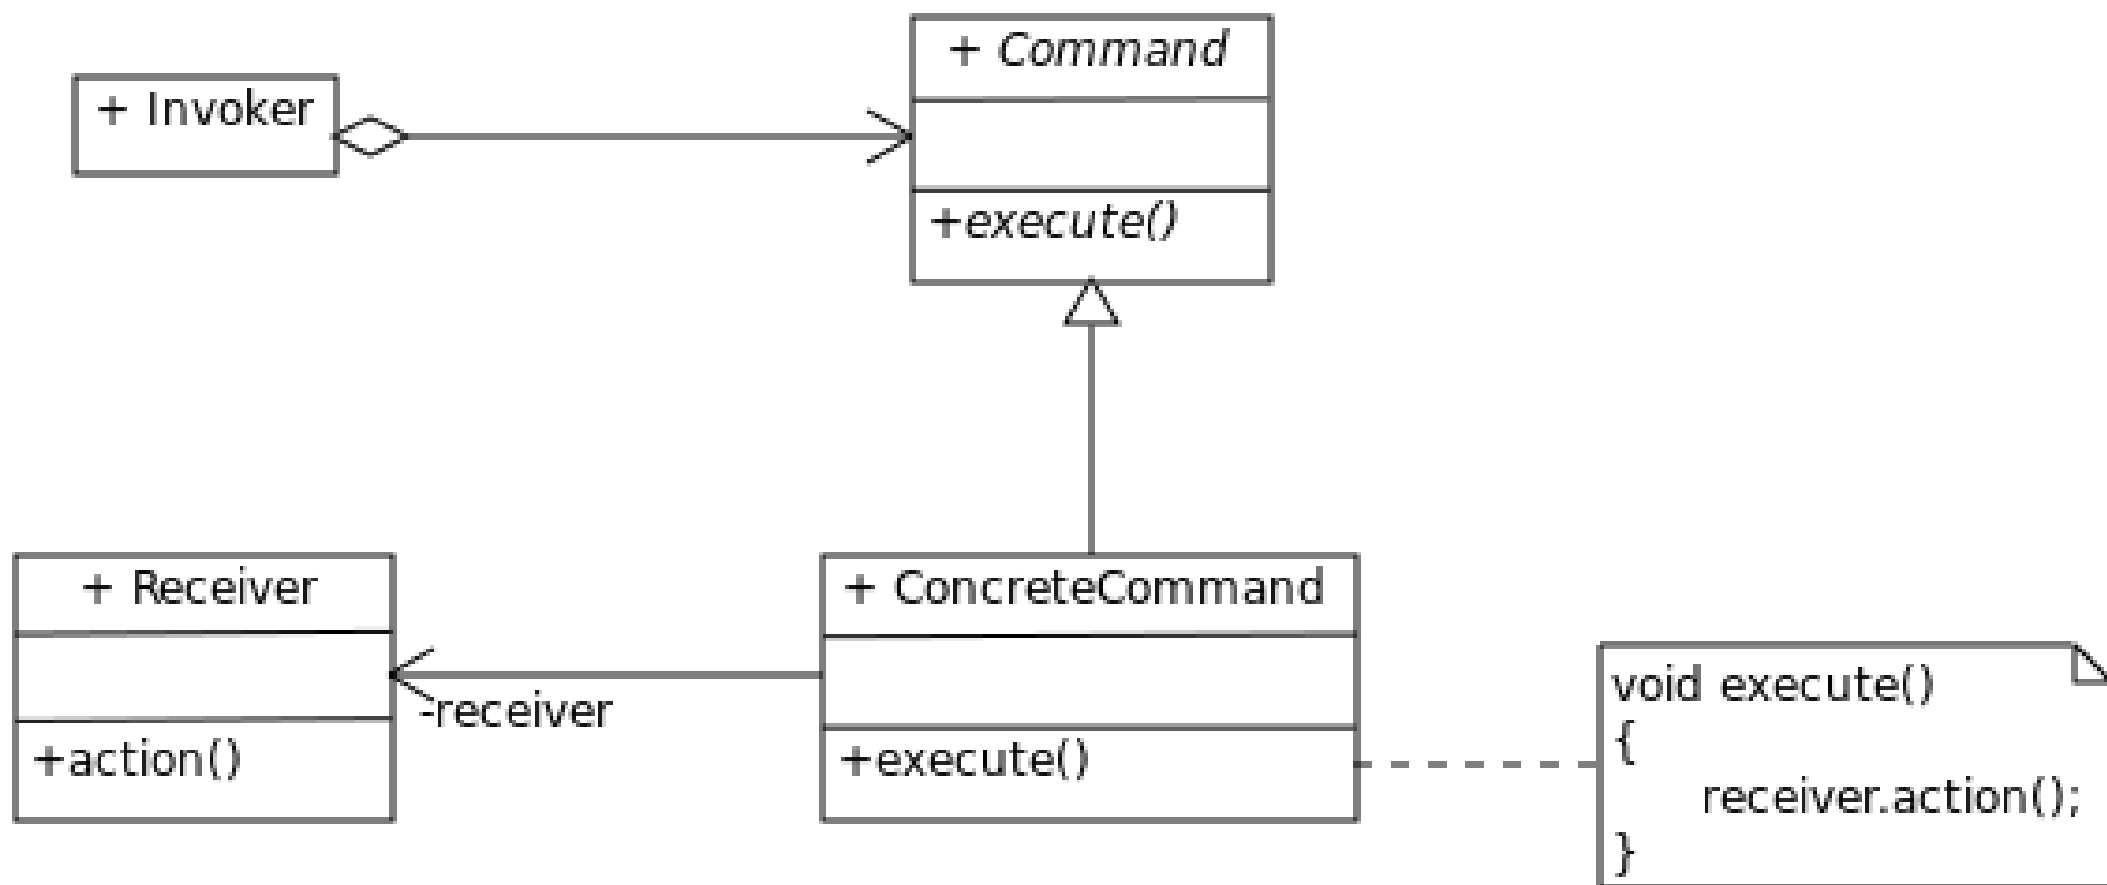 + Command
+ Invoker
+execute()
+ Receiver
+ ConcreteCommand
-receiver
+action()
+execute()
void execute()
{
receiver.action();
}